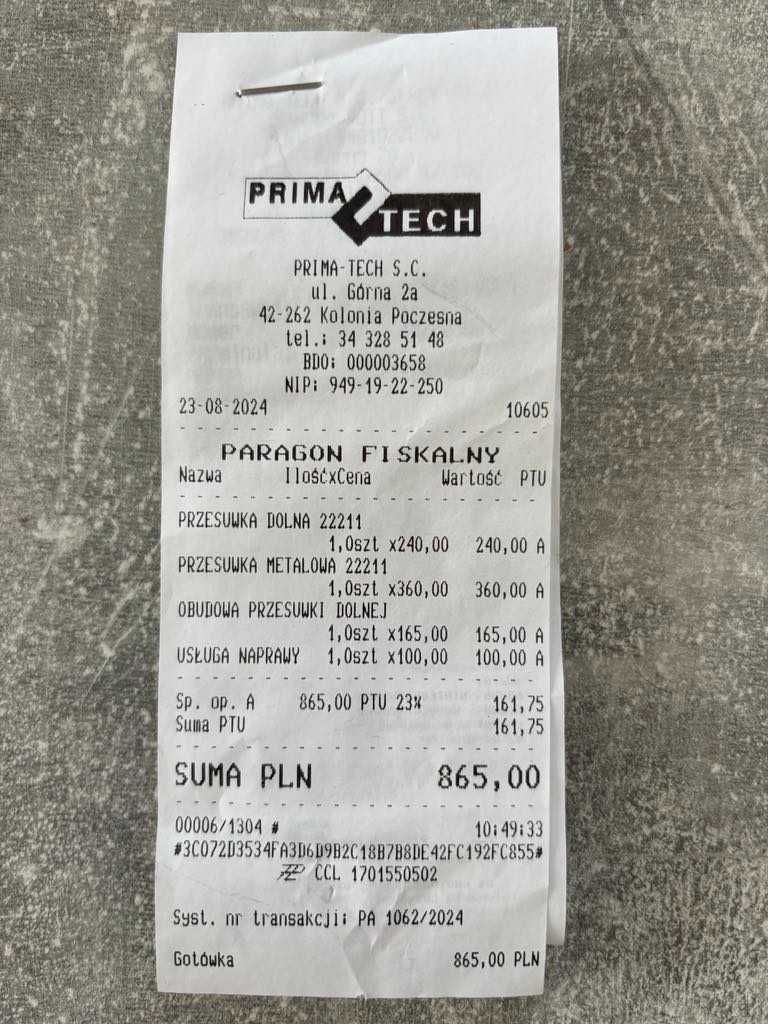 PRIMA TECH
PRIMA-TECH S.C.
ul. Górna 2a
42-262 Kolonia Poczesna
tel.: 34 328 51 48
BDO: 000003658
NIP: 949-19-22-250
23-08-2024 10605
PARAGON FISKALNY
Nazwa IlośćxCena Wartość PTU
PRZESUWKA DOLNA 22211
1,0szt x240,00 240,00 A
PRZESUWKA METALOWA 22211
1,0szt x360,00 360,00 A
OBUDOWA PRZESUWKI DOLNEJ
1,0szt x165,00 165,00 A
USŁUGA NAPRAWY 1,0szt x100,00 100,00 A
Sp. op. A 865,00 PTU 23% 161,75
Suma PTU 161,75
SUMA PLN 865,00
00006/1304 # 10:49:33
#3C072D3534FA3D6D9B2C18B7B8DE42FC192FC855#
CCL 1701550502
Syst. nr transakcji: PA 1062/2024
Gotówka 865,00 PLN